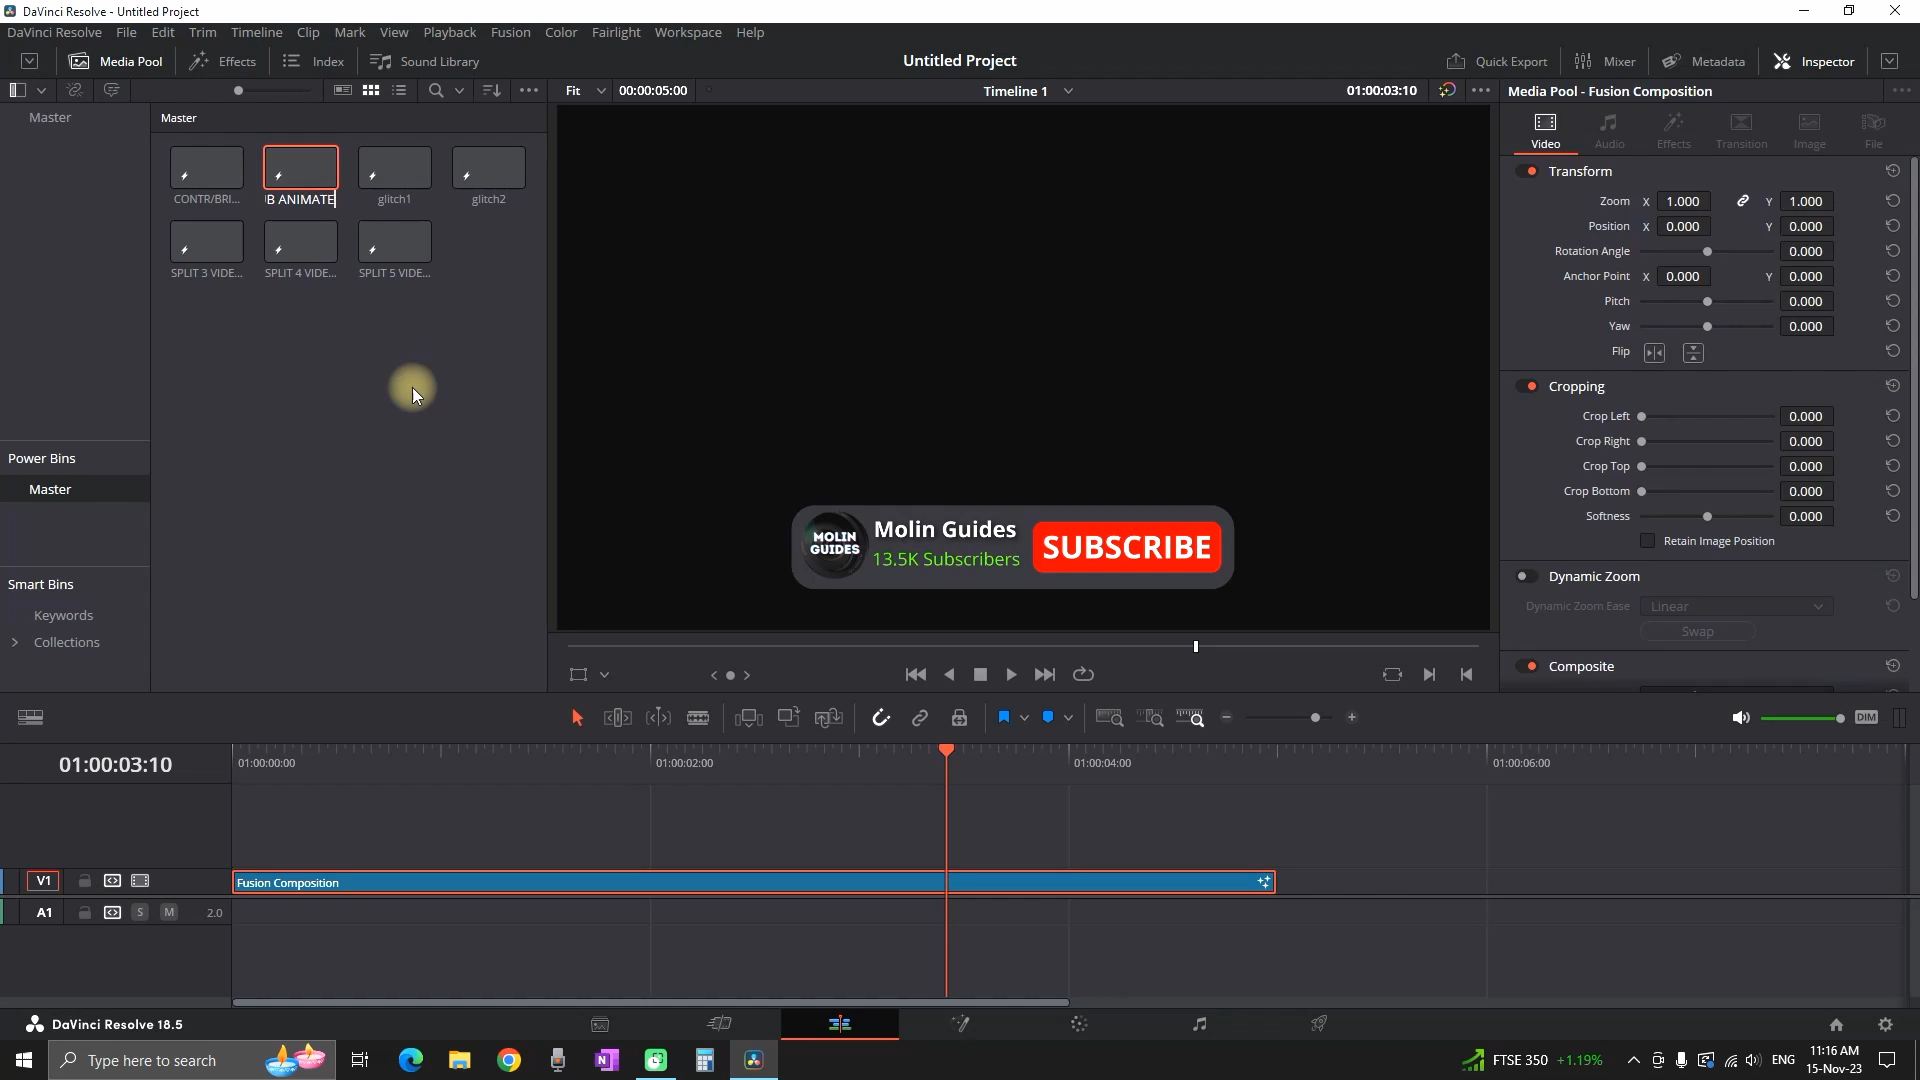 DaVinci Resolve - Untitled Project
DaVinci Resolve File Edit Trim Timeline Clip Mark View Playback Fusion Color Fairlight Workspace Help
Media Pool Effects Index Sound Library Untitled Project Quick Export Mixer Metadata Inspector
Fit 00:00:05:00 Timeline 1 01:00:03:10 Media Pool - Fusion Composition
Master Master
Video Audio Effects Transition Image File
CONTR/BRI... B ANIMATE glitch1 glitch2
SPLIT 3 VIDE... SPLIT 4 VIDE... SPLIT 5 VIDE...
Power Bins
Master
Smart Bins
Keywords
Collections
MOLIN
GUIDES
Molin Guides
13.5K Subscribers
SUBSCRIBE
Transform
Zoom X 1.000 Y 1.000
Position X 0.000 Y 0.000
Rotation Angle 0.000
Anchor Point X 0.000 Y 0.000
Pitch 0.000
Yaw 0.000
Flip
Cropping
Crop Left 0.000
Crop Right 0.000
Crop Top 0.000
Crop Bottom 0.000
Softness 0.000
Retain Image Position
Dynamic Zoom
Dynamic Zoom Ease Linear
Swap
Composite
DIM
01:00:03:10 01:00:00:00 01:00:02:00 01:00:04:00 01:00:06:00
V1 Fusion Composition
A1 S M 2.0
DaVinci Resolve 18.5
Type here to search FTSE 350 +1.19% ENG 11:16 AM
15-Nov-23